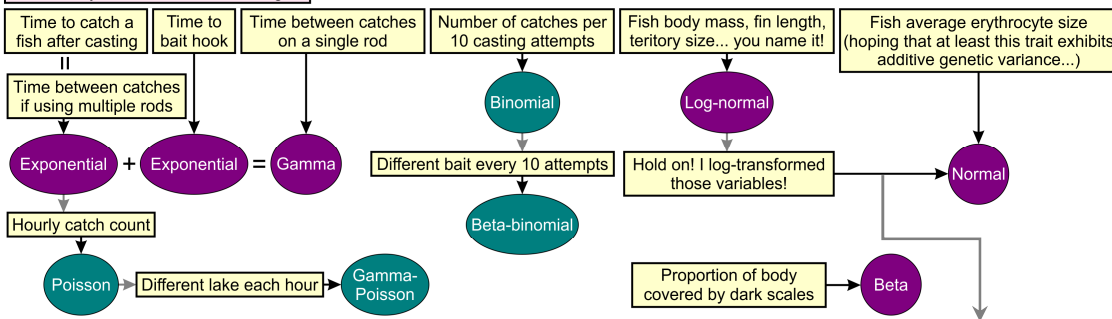 Time to catch a
fish after casting
=
Time between catches
if using multiple rods
Time to
bait hook
Time between catches
on a single rod
Number of catches per
10 casting attempts
Fish body mass, fin length,
teritory size... you name it!
Fish average erythrocyte size
(hoping that at least this trait exhibits
additive genetic variance...)
Binomial
Log-normal
Exponential + Exponential = Gamma
Different bait every 10 attempts
Hold on! I log-transformed
those variables!
Normal
Hourly catch count
Beta-binomial
Poisson
Different lake each hour
Gamma-
Poisson
Proportion of body
covered by dark scales
Beta